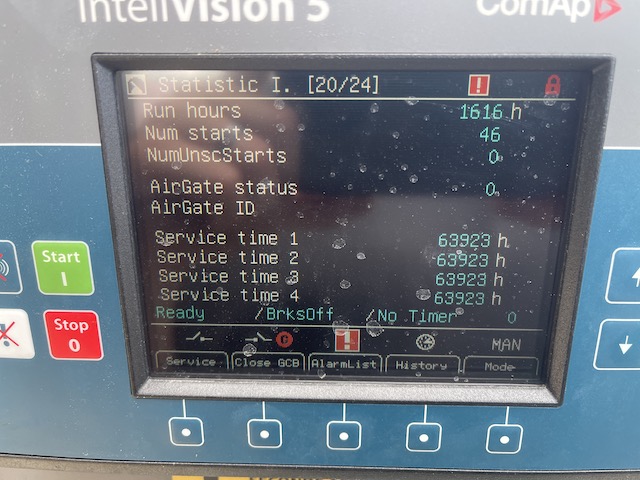 InteliVision 5
ComAp
Statistic I. [20/24]
Run hours 1616 h
Num starts 46
NumUnscStarts 0
AirGate status 0
AirGate ID
Service time 1 63923 h
Service time 2 63923 h
Service time 3 63923 h
Service time 4 63923 h
Ready /BrksOff /No Timer 0
MAN
Service Close GCB AlarmList History Mode
Start
I
Stop
0